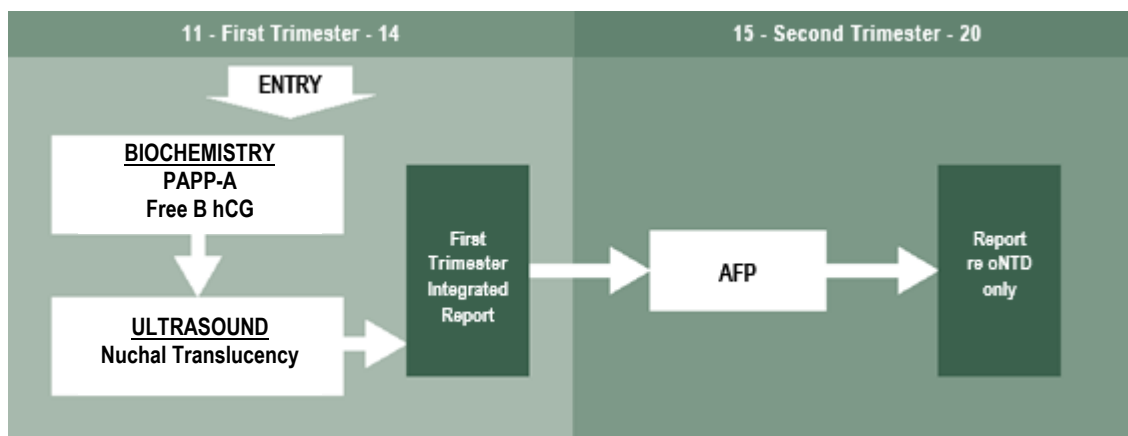 11 - First Trimester - 14
15 - Second Trimester - 20
ENTRY
BIOCHEMISTRY
PAPP-A
Free B hCG
ULTRASOUND
Nuchal Translucency
First
Trimester
Integrated
Report
AFP
Report
re oNTD
only